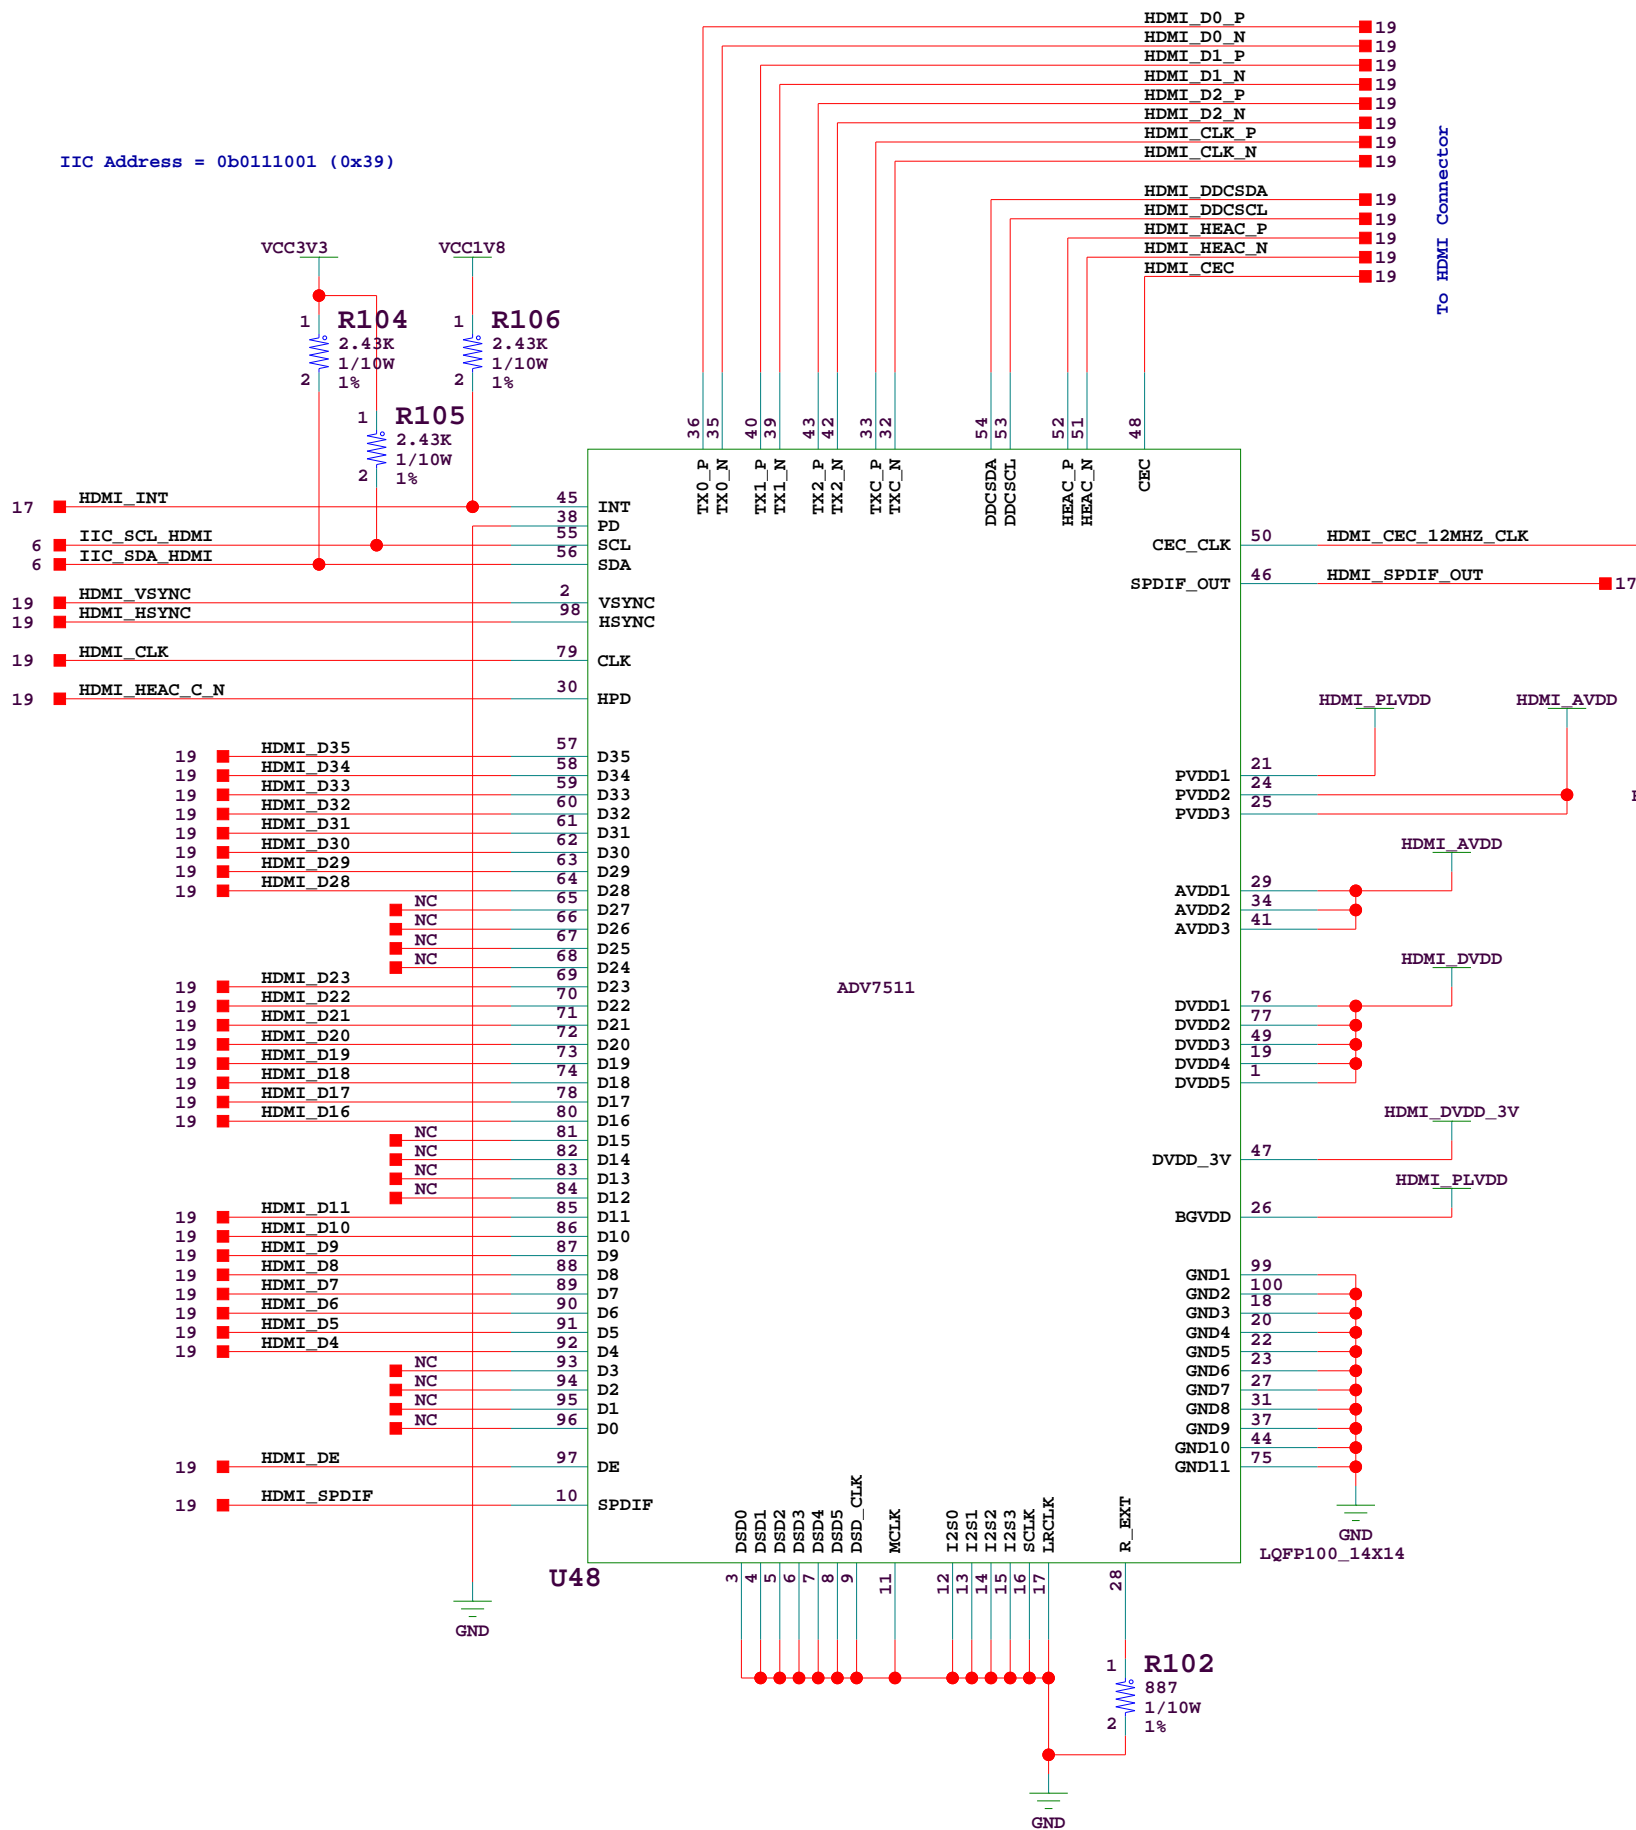 HDMI_D0_P 19
HDMI_D0_N 19
HDMI_D1_P 19
HDMI_D1_N 19
HDMI_D2_P 19
HDMI_D2_N 19
HDMI_CLK_P 19
HDMI_CLK_N 19
HDMI_DDCSDA 19
HDMI_DDCSCL 19
HDMI_HEAC_P 19
HDMI_HEAC_N 19
HDMI_CEC 19
To HDMI Connector
IIC Address = 0b0111001 (0x39)
VCC3V3
VCC1V8
1 R104
2.43K
1/10W
2 1%
1 R106
2.43K
1/10W
2 1%
1 R105
2.43K
1/10W
2 1%
36 TX0_P
35 TX0_N
40 TX1_P
39 TX1_N
43 TX2_P
42 TX2_N
33 TXC_P
32 TXC_N
54 DDCSDA
53 DDCSCL
52 HEAC_P
51 HEAC_N
48 CEC
17 HDMI_INT 45 INT
38 PD
6 IIC_SCL_HDMI 55 SCL
6 IIC_SDA_HDMI 56 SDA
19 HDMI_VSYNC 2 VSYNC
19 HDMI_HSYNC 98 HSYNC
19 HDMI_CLK 79 CLK
19 HDMI_HEAC_C_N 30 HPD
19 HDMI_D35 57 D35
19 HDMI_D34 58 D34
19 HDMI_D33 59 D33
19 HDMI_D32 60 D32
19 HDMI_D31 61 D31
19 HDMI_D30 62 D30
19 HDMI_D29 63 D29
19 HDMI_D28 64 D28
NC 65 D27
NC 66 D26
NC 67 D25
NC 68 D24
19 HDMI_D23 69 D23
19 HDMI_D22 70 D22
19 HDMI_D21 71 D21
19 HDMI_D20 72 D20
19 HDMI_D19 73 D19
19 HDMI_D18 74 D18
19 HDMI_D17 78 D17
19 HDMI_D16 80 D16
NC 81 D15
NC 82 D14
NC 83 D13
NC 84 D12
19 HDMI_D11 85 D11
19 HDMI_D10 86 D10
19 HDMI_D9 87 D9
19 HDMI_D8 88 D8
19 HDMI_D7 89 D7
19 HDMI_D6 90 D6
19 HDMI_D5 91 D5
19 HDMI_D4 92 D4
NC 93 D3
NC 94 D2
NC 95 D1
NC 96 D0
19 HDMI_DE 97 DE
19 HDMI_SPDIF 10 SPDIF
ADV7511
CEC_CLK 50 HDMI_CEC_12MHZ_CLK
SPDIF_OUT 46 HDMI_SPDIF_OUT 17
HDMI_PLVDD
HDMI_AVDD
PVDD1 21
PVDD2 24
PVDD3 25
HDMI_AVDD
AVDD1 29
AVDD2 34
AVDD3 41
HDMI_DVDD
DVDD1 76
DVDD2 77
DVDD3 49
DVDD4 19
DVDD5 1
HDMI_DVDD_3V
DVDD_3V 47
HDMI_PLVDD
BGVDD 26
GND1 99
GND2 100
GND3 18
GND4 20
GND5 22
GND6 23
GND7 27
GND8 31
GND9 37
GND10 44
GND11 75
GND
LQFP100_14X14
U48
GND
DSD0 3
DSD1 4
DSD2 5
DSD3 6
DSD4 7
DSD5 8
DSD_CLK 9
MCLK 11
I2S0 12
I2S1 13
I2S2 14
I2S3 15
SCLK 16
LRCLK 17
R_EXT 28
1 R102
887
1/10W
2 1%
GND